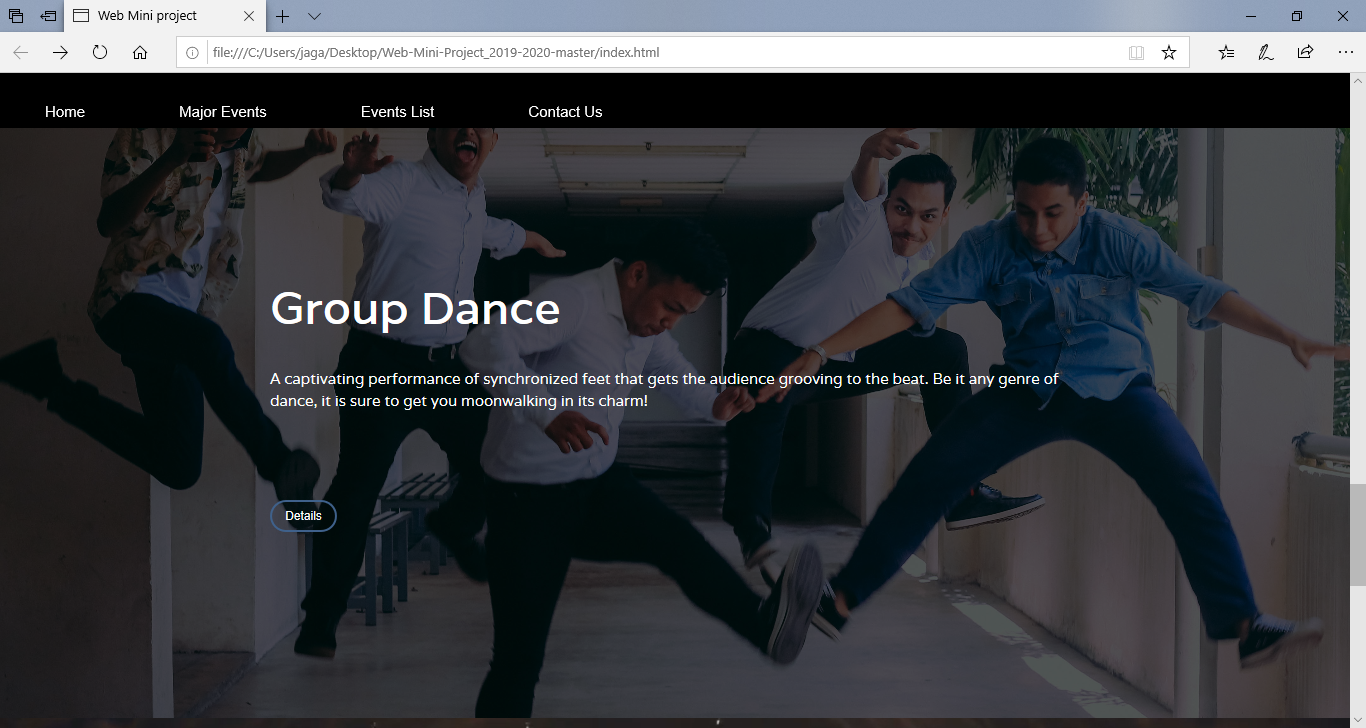 Web Mini project
file:///C:/Users/jaga/Desktop/Web-Mini-Project_2019-2020-master/index.html
Home Major Events Events List Contact Us
Group Dance
A captivating performance of synchronized feet that gets the audience grooving to the beat. Be it any genre of
dance, it is sure to get you moonwalking in its charm!
Details